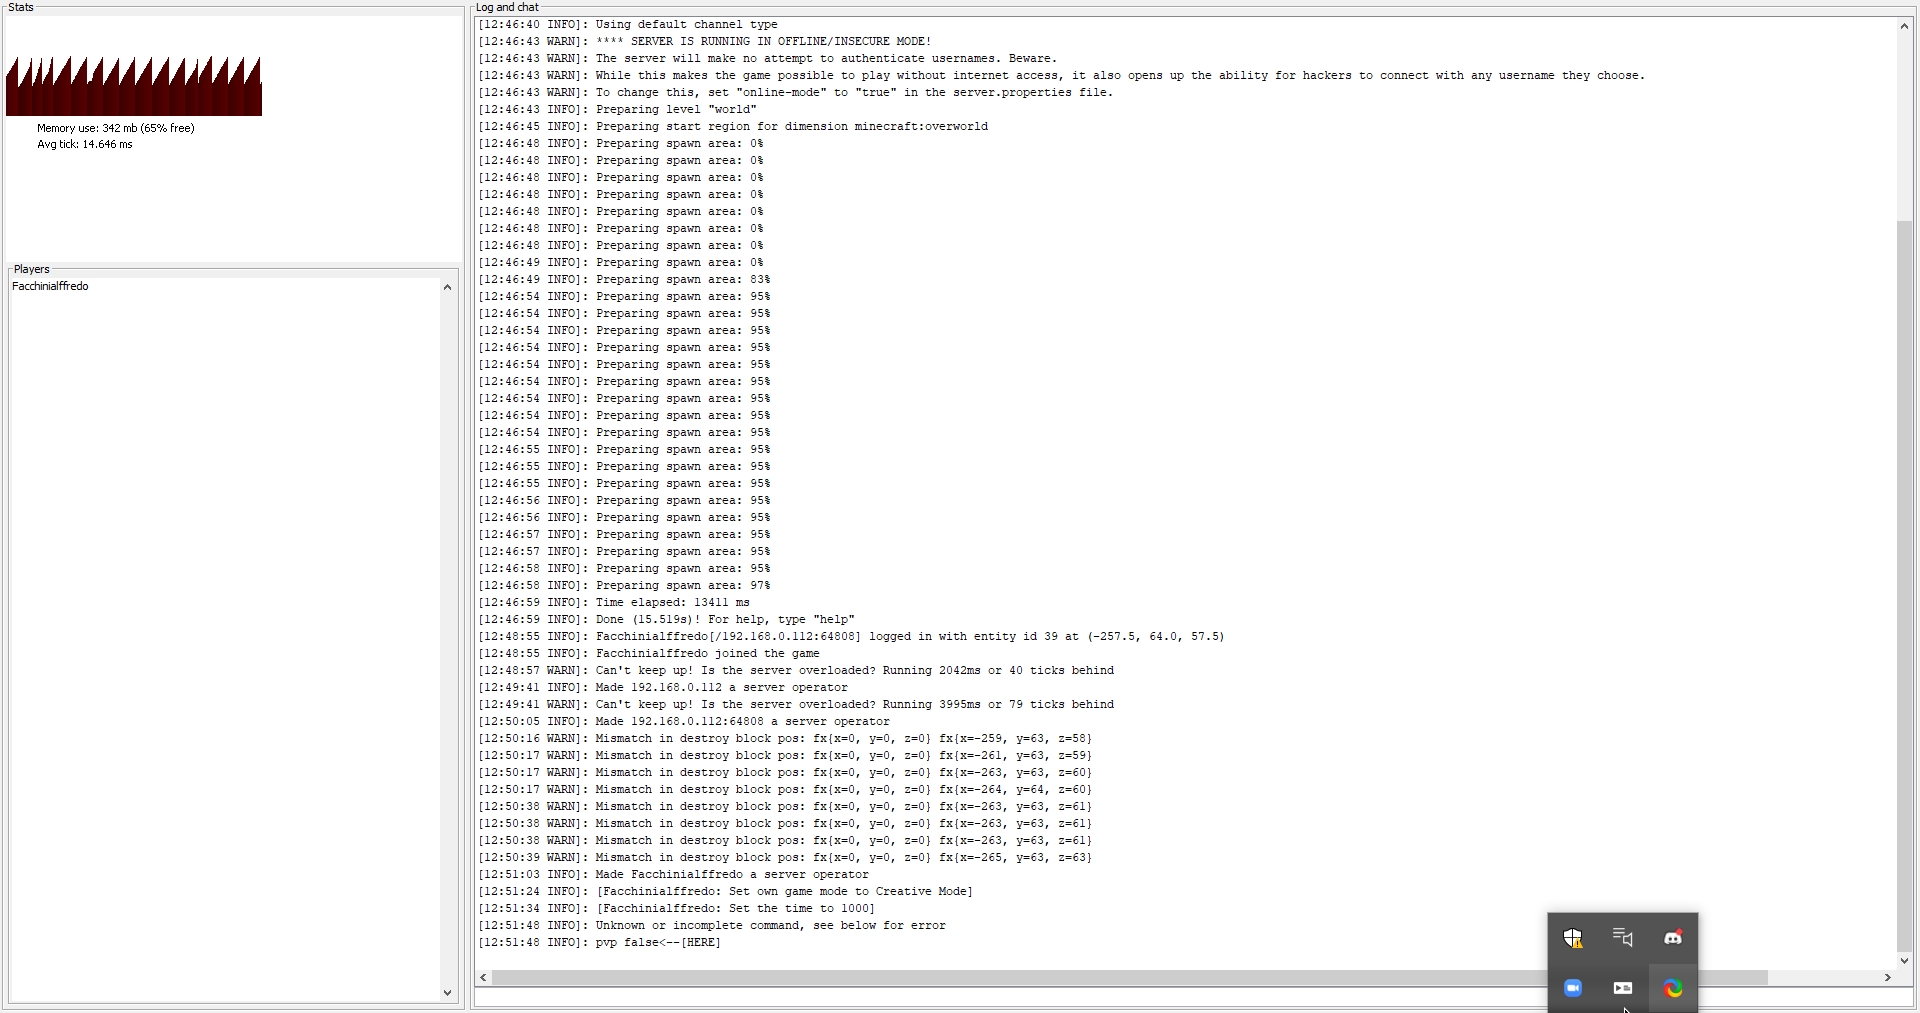 Stats
Memory use: 342 mb (65% free)
Avg tick: 14.646 ms
Players
Facchinialffredo
Log and chat
[12:46:40 INFO]: Using default channel type
[12:46:43 WARN]: **** SERVER IS RUNNING IN OFFLINE/INSECURE MODE!
[12:46:43 WARN]: The server will make no attempt to authenticate usernames. Beware.
[12:46:43 WARN]: While this makes the game possible to play without internet access, it also opens up the ability for hackers to connect with any username they choose.
[12:46:43 WARN]: To change this, set "online-mode" to "true" in the server.properties file.
[12:46:43 INFO]: Preparing level "world"
[12:46:45 INFO]: Preparing start region for dimension minecraft:overworld
[12:46:48 INFO]: Preparing spawn area: 0%
[12:46:48 INFO]: Preparing spawn area: 0%
[12:46:48 INFO]: Preparing spawn area: 0%
[12:46:48 INFO]: Preparing spawn area: 0%
[12:46:48 INFO]: Preparing spawn area: 0%
[12:46:48 INFO]: Preparing spawn area: 0%
[12:46:48 INFO]: Preparing spawn area: 0%
[12:46:49 INFO]: Preparing spawn area: 0%
[12:46:49 INFO]: Preparing spawn area: 83%
[12:46:54 INFO]: Preparing spawn area: 95%
[12:46:54 INFO]: Preparing spawn area: 95%
[12:46:54 INFO]: Preparing spawn area: 95%
[12:46:54 INFO]: Preparing spawn area: 95%
[12:46:54 INFO]: Preparing spawn area: 95%
[12:46:54 INFO]: Preparing spawn area: 95%
[12:46:54 INFO]: Preparing spawn area: 95%
[12:46:54 INFO]: Preparing spawn area: 95%
[12:46:54 INFO]: Preparing spawn area: 95%
[12:46:55 INFO]: Preparing spawn area: 95%
[12:46:55 INFO]: Preparing spawn area: 95%
[12:46:55 INFO]: Preparing spawn area: 95%
[12:46:56 INFO]: Preparing spawn area: 95%
[12:46:56 INFO]: Preparing spawn area: 95%
[12:46:57 INFO]: Preparing spawn area: 95%
[12:46:57 INFO]: Preparing spawn area: 95%
[12:46:58 INFO]: Preparing spawn area: 95%
[12:46:58 INFO]: Preparing spawn area: 97%
[12:46:59 INFO]: Time elapsed: 13411 ms
[12:46:59 INFO]: Done (15.519s)! For help, type "help"
[12:48:55 INFO]: Facchinialffredo[/192.168.0.112:64808] logged in with entity id 39 at (-257.5, 64.0, 57.5)
[12:48:55 INFO]: Facchinialffredo joined the game
[12:48:57 WARN]: Can't keep up! Is the server overloaded? Running 2042ms or 40 ticks behind
[12:49:41 INFO]: Made 192.168.0.112 a server operator
[12:49:41 WARN]: Can't keep up! Is the server overloaded? Running 3995ms or 79 ticks behind
[12:50:05 INFO]: Made 192.168.0.112:64808 a server operator
[12:50:16 WARN]: Mismatch in destroy block pos: fx{x=0, y=0, z=0} fx{x=-259, y=63, z=58}
[12:50:17 WARN]: Mismatch in destroy block pos: fx{x=0, y=0, z=0} fx{x=-261, y=63, z=59}
[12:50:17 WARN]: Mismatch in destroy block pos: fx{x=0, y=0, z=0} fx{x=-263, y=63, z=60}
[12:50:17 WARN]: Mismatch in destroy block pos: fx{x=0, y=0, z=0} fx{x=-264, y=64, z=60}
[12:50:38 WARN]: Mismatch in destroy block pos: fx{x=0, y=0, z=0} fx{x=-263, y=63, z=61}
[12:50:38 WARN]: Mismatch in destroy block pos: fx{x=0, y=0, z=0} fx{x=-263, y=63, z=61}
[12:50:38 WARN]: Mismatch in destroy block pos: fx{x=0, y=0, z=0} fx{x=-263, y=63, z=61}
[12:50:39 WARN]: Mismatch in destroy block pos: fx{x=0, y=0, z=0} fx{x=-265, y=63, z=63}
[12:51:03 INFO]: Made Facchinialffredo a server operator
[12:51:24 INFO]: [Facchinialffredo: Set own game mode to Creative Mode]
[12:51:34 INFO]: [Facchinialffredo: Set the time to 1000]
[12:51:48 INFO]: Unknown or incomplete command, see below for error
[12:51:48 INFO]: pvp false<--[HERE]